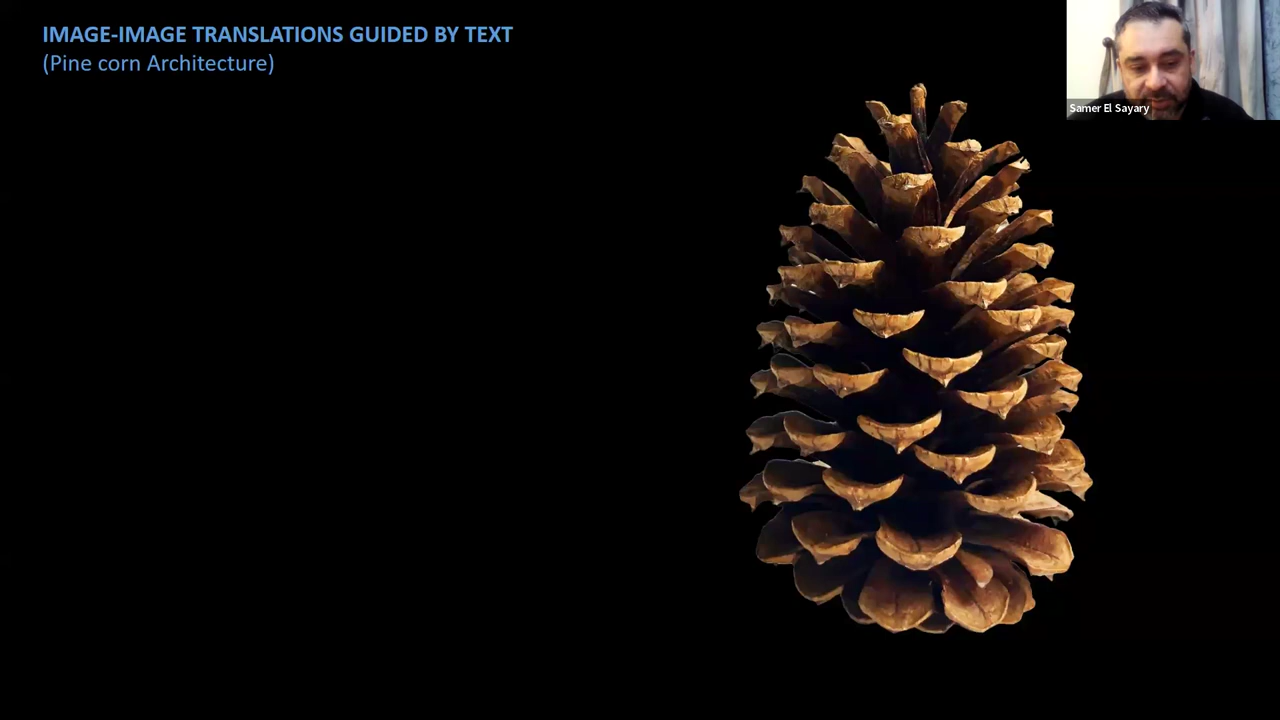 IMAGE-IMAGE TRANSLATIONS GUIDED BY TEXT
(Pine corn Architecture)
Samer El Sayary